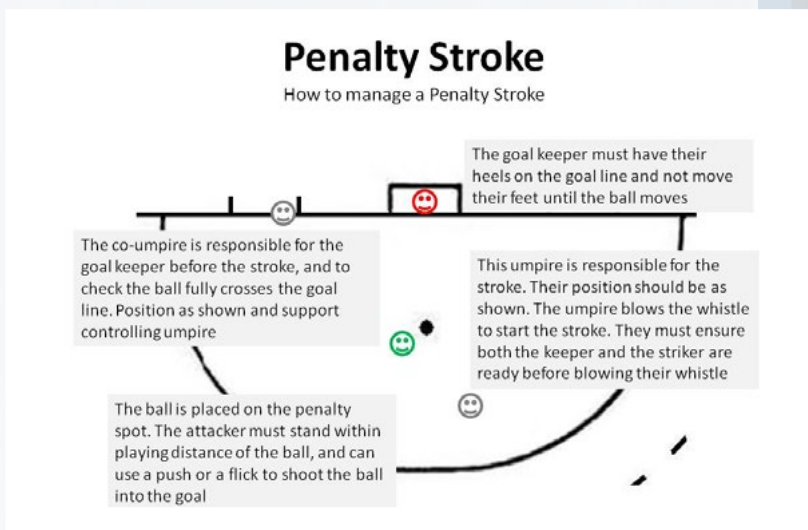 Penalty Stroke
How to manage a Penalty Stroke
The goal keeper must have their
heels on the goal line and not move
their feet until the ball moves
The co-umpire is responsible for the
goal keeper before the stroke, and to
check the ball fully crosses the goal
line. Position as shown and support
controlling umpire
This umpire is responsible for the
stroke. Their position should be as
shown. The umpire blows the whistle
to start the stroke. They must ensure
both the keeper and the striker are
ready before blowing their whistle
The ball is placed on the penalty
spot. The attacker must stand within
playing distance of the ball, and can
use a push or a flick to shoot the ball
into the goal